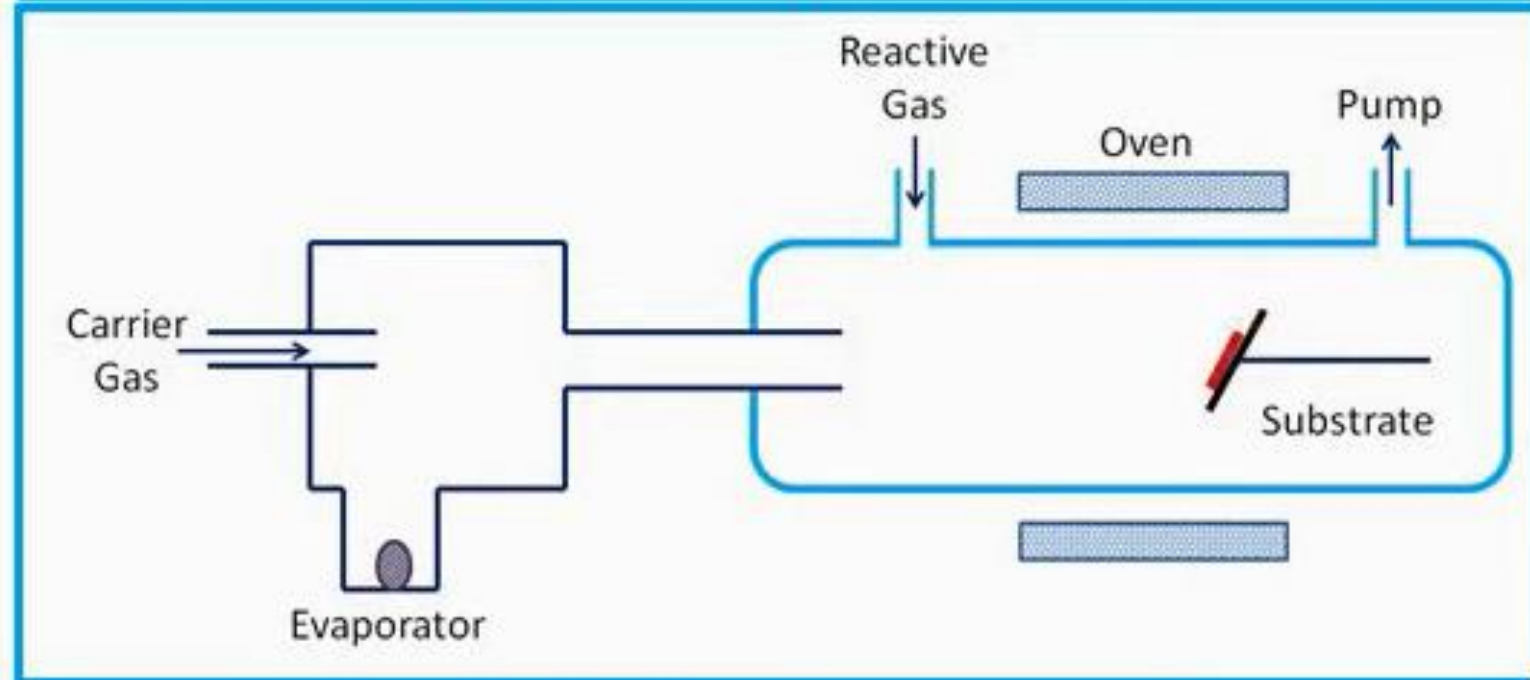 Reactive
Gas
Pump
Oven
Carrier
Gas
Substrate
Evaporator